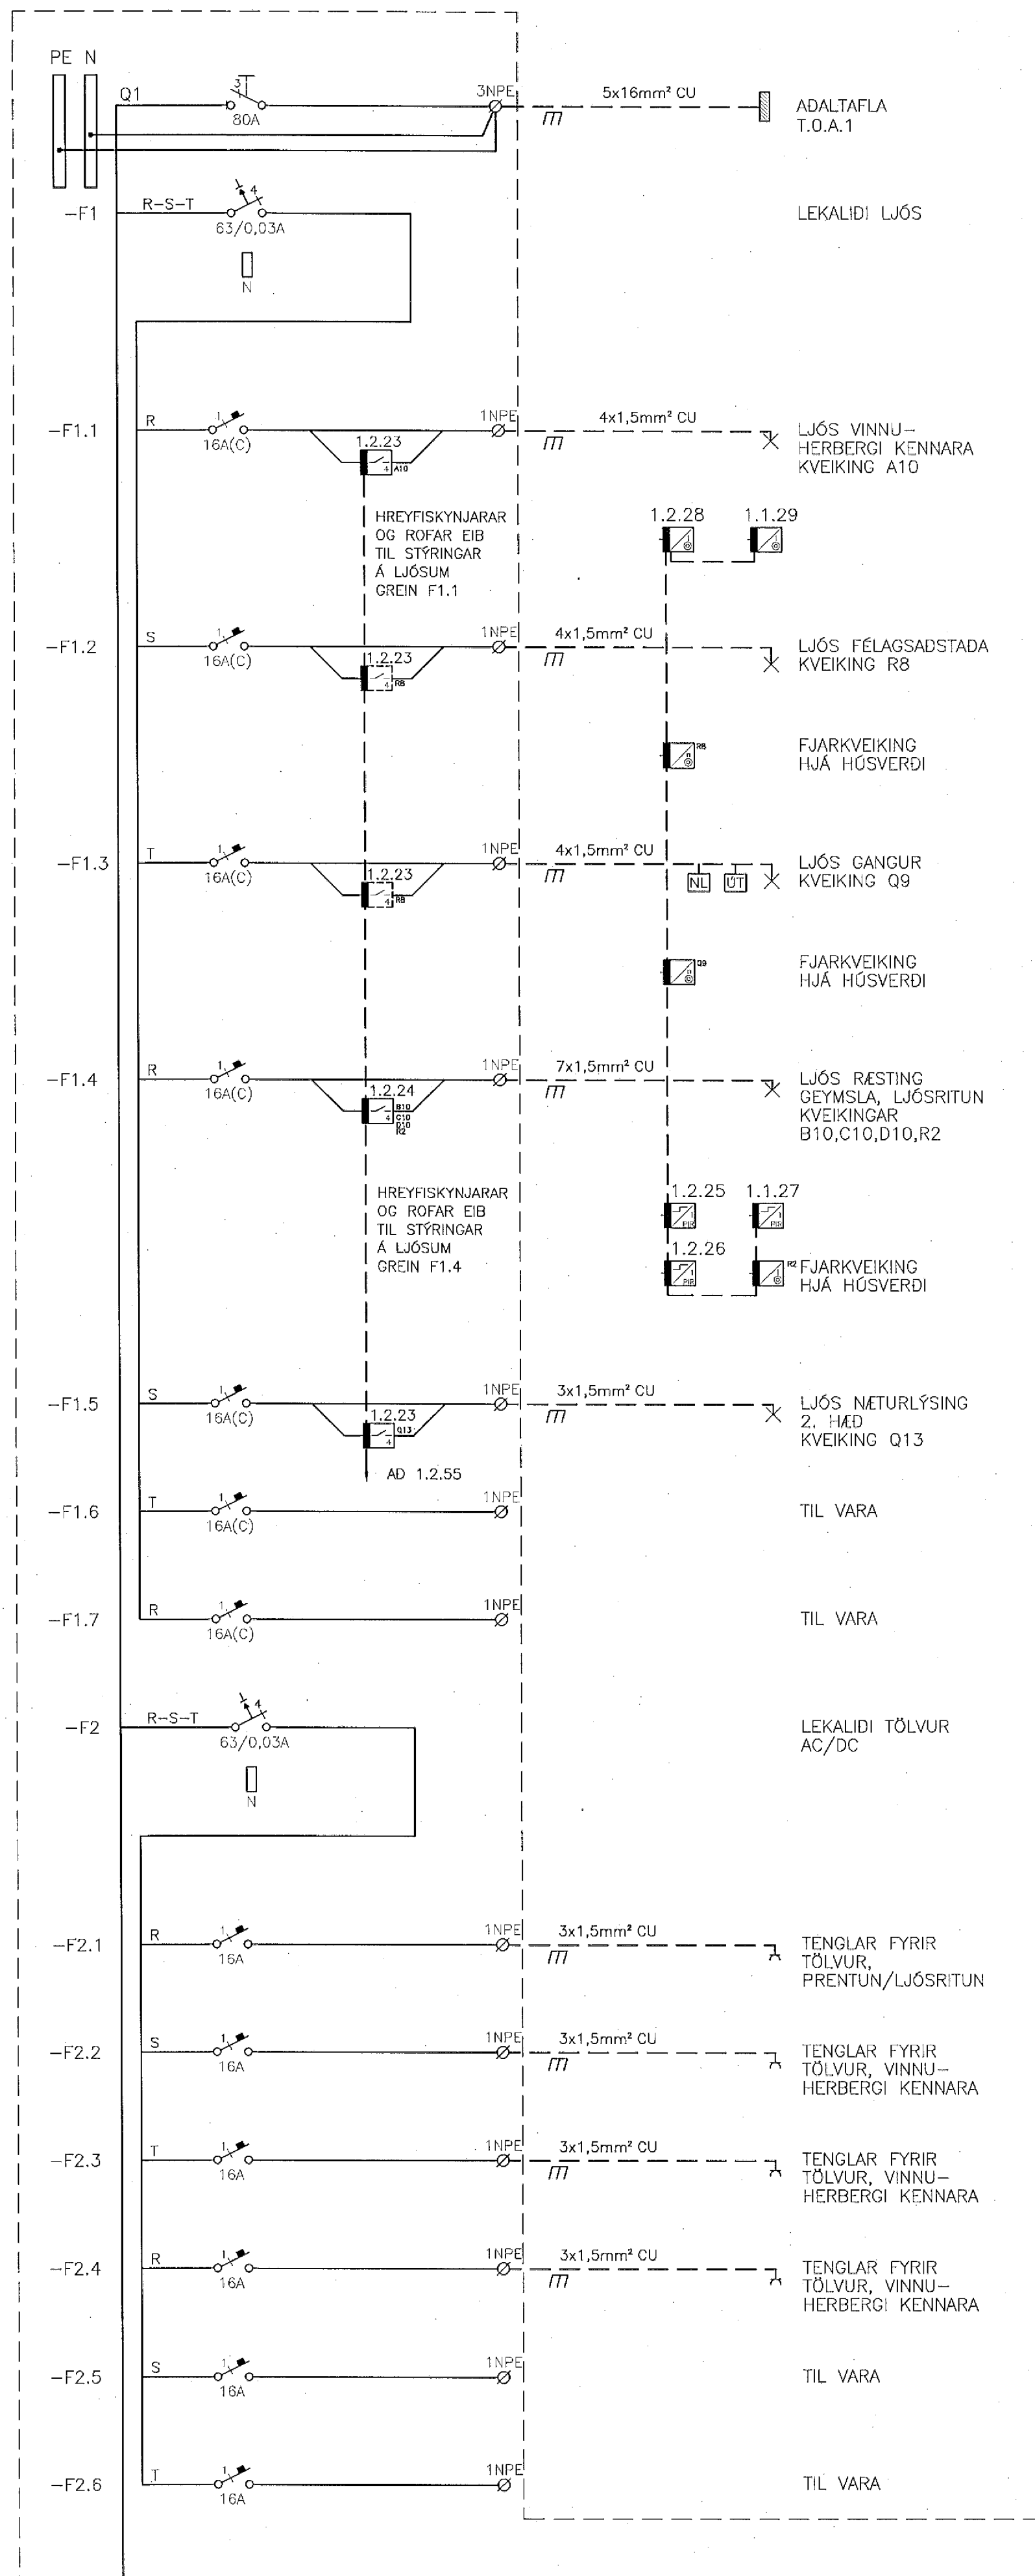 PE N
Q1
3
80A
3NPE
5x16mm² CU
AÐALTAFLA
T.O.A.1
-F1
R-S-T
4
63/0,03A
N
LEKALIDI LJÓS
-F1.1
R
1
16A(C)
1.2.23
4
A10
1NPE
4x1,5mm² CU
LJÓS VINNU-
HERBERGI KENNARA
KVEIKING A10
HREYFISKYNJARAR
OG ROFAR EIB
TIL STÝRINGAR
Á LJÓSUM
GREIN F1.1
1.2.28
1.1.29
-F1.2
S
1
16A(C)
1.2.23
4
R8
1NPE
4x1,5mm² CU
LJÓS FÉLAGSADSTADA
KVEIKING R8
R8
FJARKVEIKING
HJÁ HÚSVERÐI
-F1.3
T
1
16A(C)
1.2.23
4
R8
1NPE
4x1,5mm² CU
NL
ÚT
LJÓS GANGUR
KVEIKING Q9
Q9
FJARKVEIKING
HJÁ HÚSVERÐI
-F1.4
R
1
16A(C)
1.2.24
4
B10
C10
D10
R2
1NPE
7x1,5mm² CU
LJÓS RÆSTING
GEYMSLA, LJÓSRITUN
KVEIKINGAR
B10,C10,D10,R2
HREYFISKYNJARAR
OG ROFAR EIB
TIL STÝRINGAR
Á LJÓSUM
GREIN F1.4
1.2.25
1.1.27
PIR
PIR
1.2.26
PIR
R2
FJARKVEIKING
HJÁ HÚSVERÐI
-F1.5
S
1
16A(C)
1.2.23
4
Q13
1NPE
3x1,5mm² CU
LJÓS NÆTURLÝSING
2. HÆÐ
KVEIKING Q13
AD 1.2.55
-F1.6
T
1
16A(C)
1NPE
TIL VARA
-F1.7
R
1
16A(C)
1NPE
TIL VARA
-F2
R-S-T
4
63/0,03A
N
LEKALIDI TÖLVUR
AC/DC
-F2.1
R
1
16A
1NPE
3x1,5mm² CU
TENGLAR FYRIR
TÖLVUR,
PRENTUN/LJÓSRITUN
-F2.2
S
1
16A
1NPE
3x1,5mm² CU
TENGLAR FYRIR
TÖLVUR, VINNU-
HERBERGI KENNARA
-F2.3
T
1
16A
1NPE
3x1,5mm² CU
TENGLAR FYRIR
TÖLVUR, VINNU-
HERBERGI KENNARA
-F2.4
R
1
16A
1NPE
3x1,5mm² CU
TENGLAR FYRIR
TÖLVUR, VINNU-
HERBERGI KENNARA
-F2.5
S
1
16A
1NPE
TIL VARA
-F2.6
T
1
16A
1NPE
TIL VARA